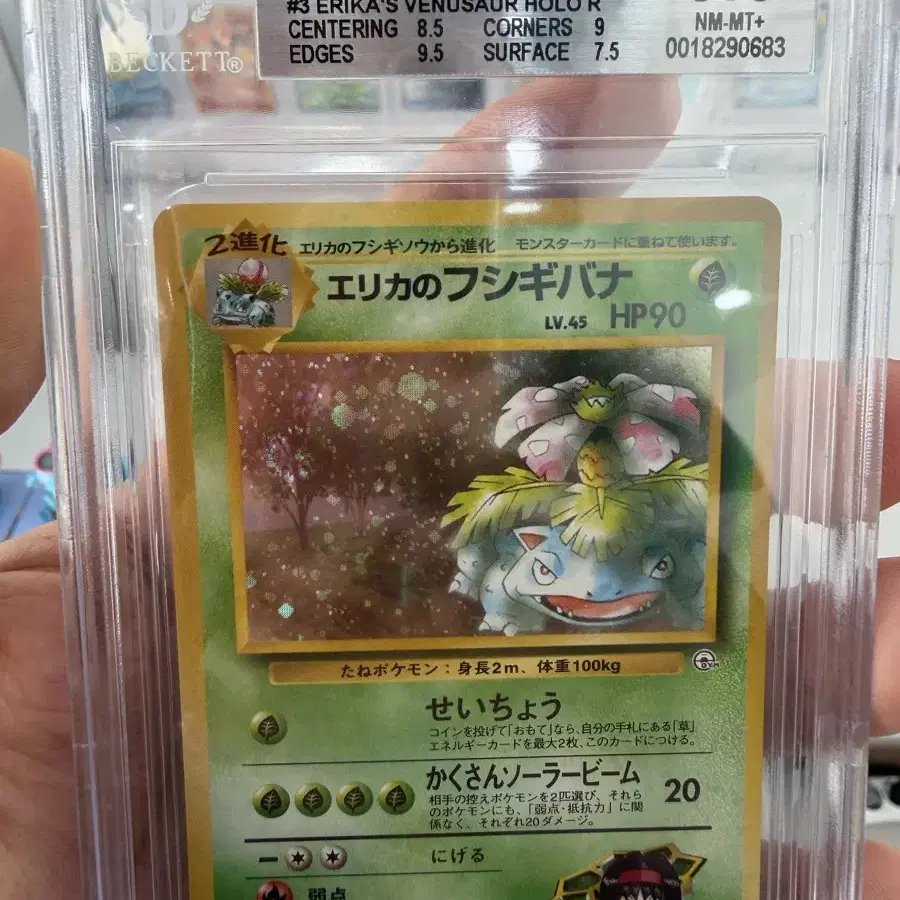 #3 ERIKA'S VENUSAUR HOLO R
CENTERING 8.5 CORNERS 9
NM-MT+
EDGES 9.5 SURFACE 7.5
0018290683
BECKETT®
2進化 エリカのフシギソウから進化 モンスターカードに重ねて使います。
エリカのフシギバナ
LV.45 HP90
たねポケモン：身長2m、体重100kg
GYM
せいちょう
コインを投げて「おもて」なら、自分の手札にある「草」
エネルギーカードを最大2枚、このカードにつける。
かくさんソーラービーム 20
相手の控えポケモンを2匹選び、それら
のポケモンにも、「弱点・抵抗力」に関
係なく、それぞれ20ダメージ。
にげる
弱点